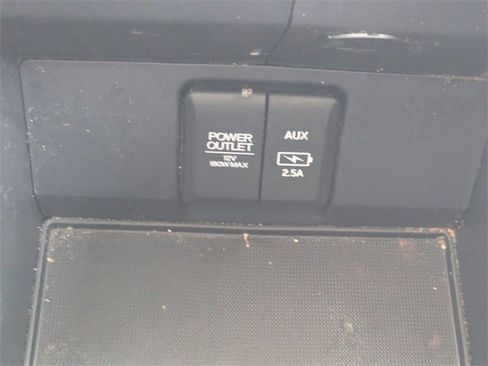 POWER
OUTLET
12V
180W MAX
AUX
2.5A